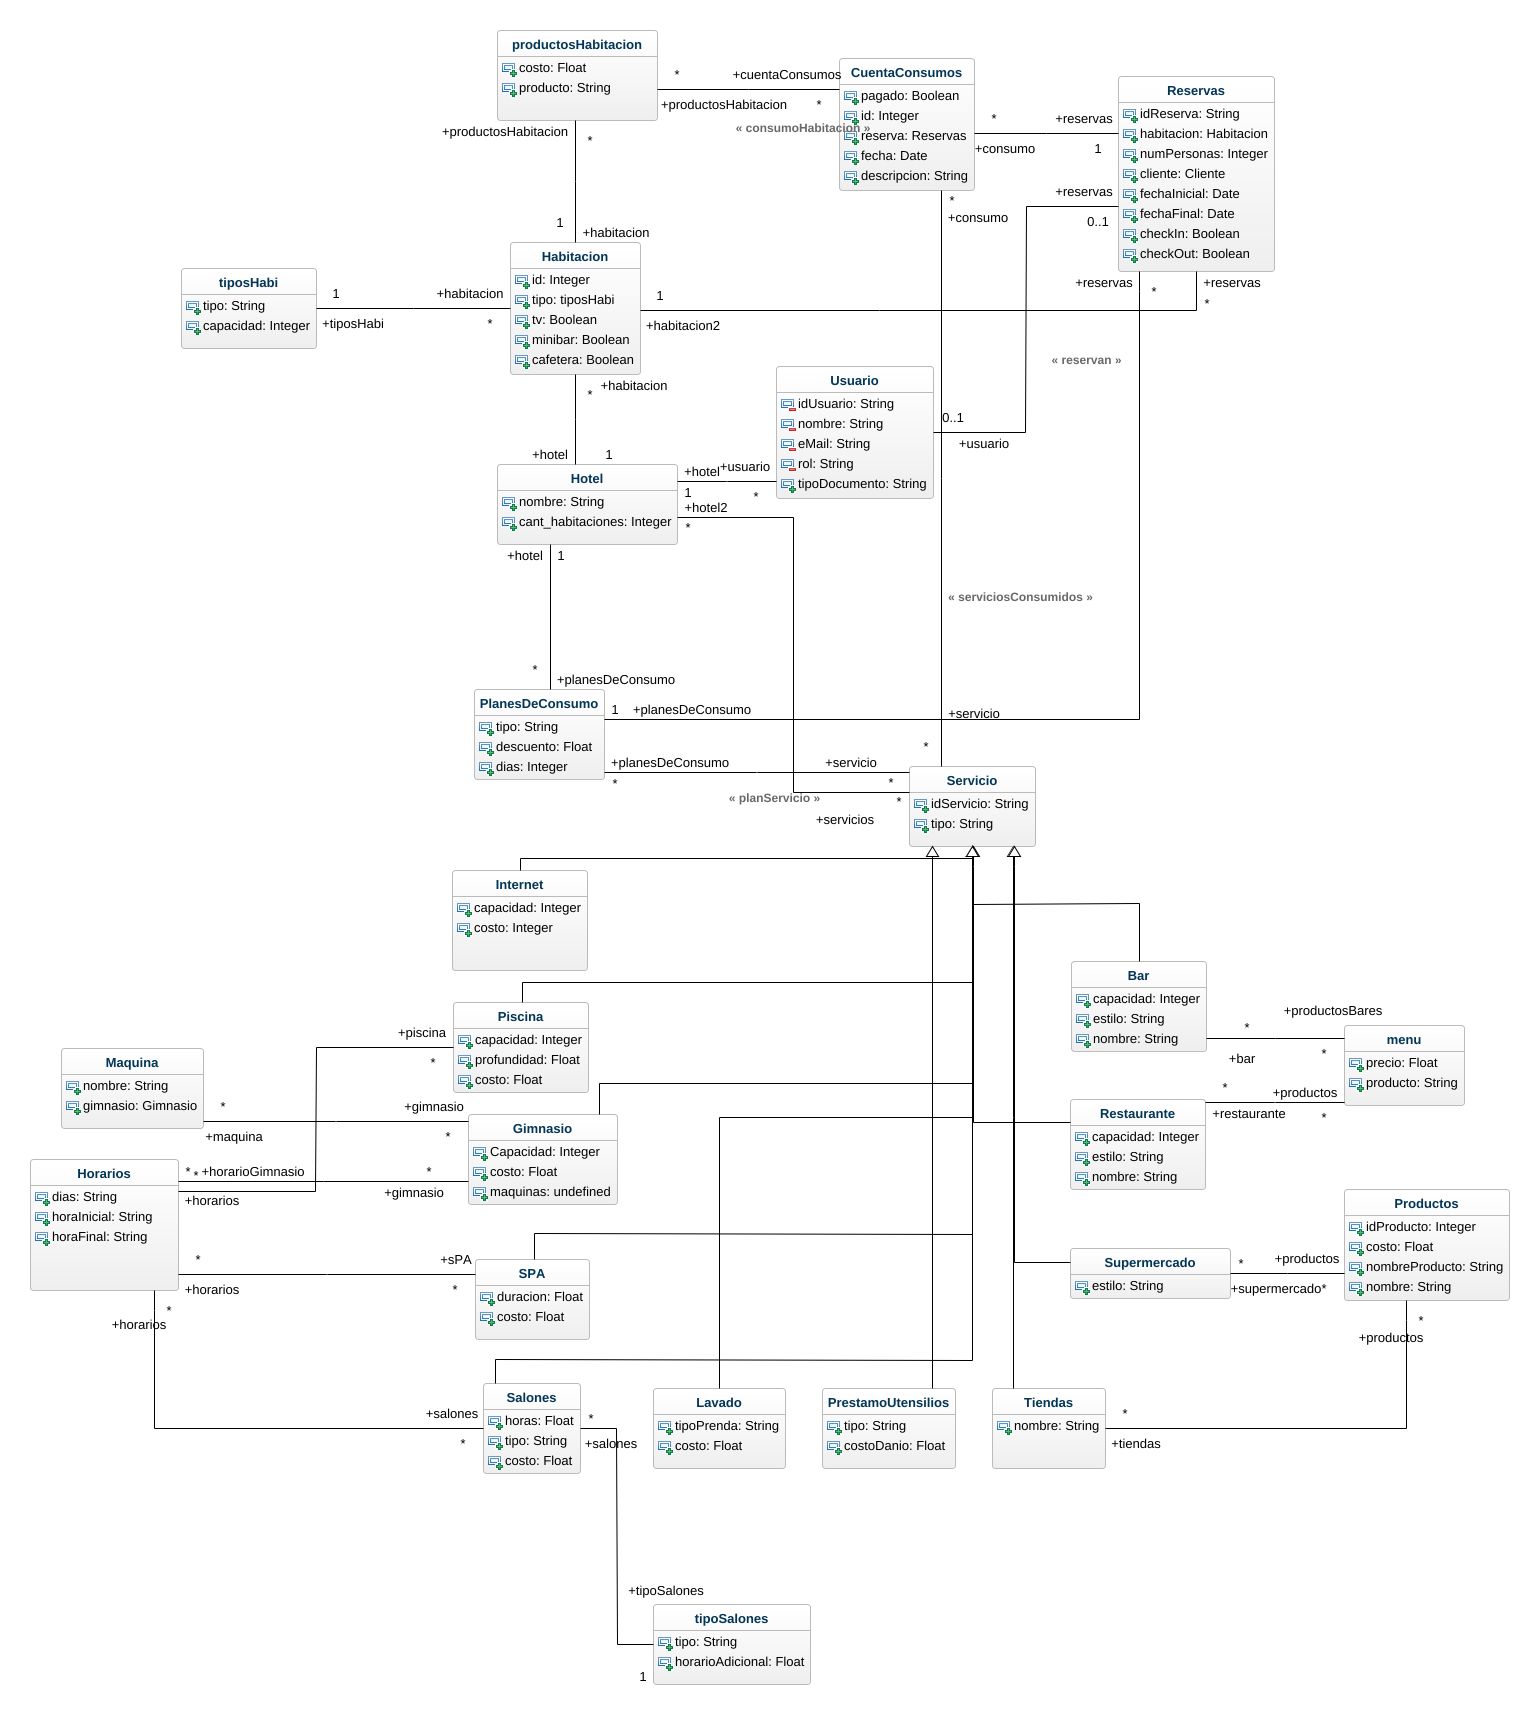 productosHabitacion
costo: Float
producto: String
*
+cuentaConsumos
+productosHabitacion
*
« consumoHabitacion »
CuentaConsumos
pagado: Boolean
id: Integer
reserva: Reservas
fecha: Date
descripcion: String
*
+reservas
+consumo
1
Reservas
idReserva: String
habitacion: Habitacion
numPersonas: Integer
cliente: Cliente
fechaInicial: Date
fechaFinal: Date
checkIn: Boolean
checkOut: Boolean
+productosHabitacion
*
1
+habitacion
*
+consumo
+reservas
0..1
+reservas
*
+reservas
*
tiposHabi
tipo: String
capacidad: Integer
1
+habitacion
+tiposHabi
*
Habitacion
id: Integer
tipo: tiposHabi
tv: Boolean
minibar: Boolean
cafetera: Boolean
1
+habitacion2
« reservan »
*
+habitacion
+hotel
1
Usuario
idUsuario: String
nombre: String
eMail: String
rol: String
tipoDocumento: String
0..1
+usuario
Hotel
nombre: String
cant_habitaciones: Integer
+hotel
+usuario
1
*
+hotel2
*
+hotel
1
« serviciosConsumidos »
*
+planesDeConsumo
PlanesDeConsumo
tipo: String
descuento: Float
dias: Integer
1
+planesDeConsumo
+servicio
*
+planesDeConsumo
+servicio
*
*
« planServicio »
*
+servicios
Servicio
idServicio: String
tipo: String
Internet
capacidad: Integer
costo: Integer
Bar
capacidad: Integer
estilo: String
nombre: String
+productosBares
*
+bar
*
menu
precio: Float
producto: String
Piscina
capacidad: Integer
profundidad: Float
costo: Float
+piscina
*
Maquina
nombre: String
gimnasio: Gimnasio
*
+gimnasio
+maquina
*
*
+productos
+restaurante
*
Restaurante
capacidad: Integer
estilo: String
nombre: String
Gimnasio
Capacidad: Integer
costo: Float
maquinas: undefined
Horarios
dias: String
horaInicial: String
horaFinal: String
*
*
+horarioGimnasio
*
+horarios
+gimnasio
Productos
idProducto: Integer
costo: Float
nombreProducto: String
nombre: String
*
+sPA
+horarios
*
SPA
duracion: Float
costo: Float
Supermercado
estilo: String
*
+productos
+supermercado
*
*
+horarios
*
+productos
+salones
*
Salones
horas: Float
tipo: String
costo: Float
*
+salones
Lavado
tipoPrenda: String
costo: Float
PrestamoUtensilios
tipo: String
costoDanio: Float
Tiendas
nombre: String
*
+tiendas
+tipoSalones
tipoSalones
tipo: String
horarioAdicional: Float
1